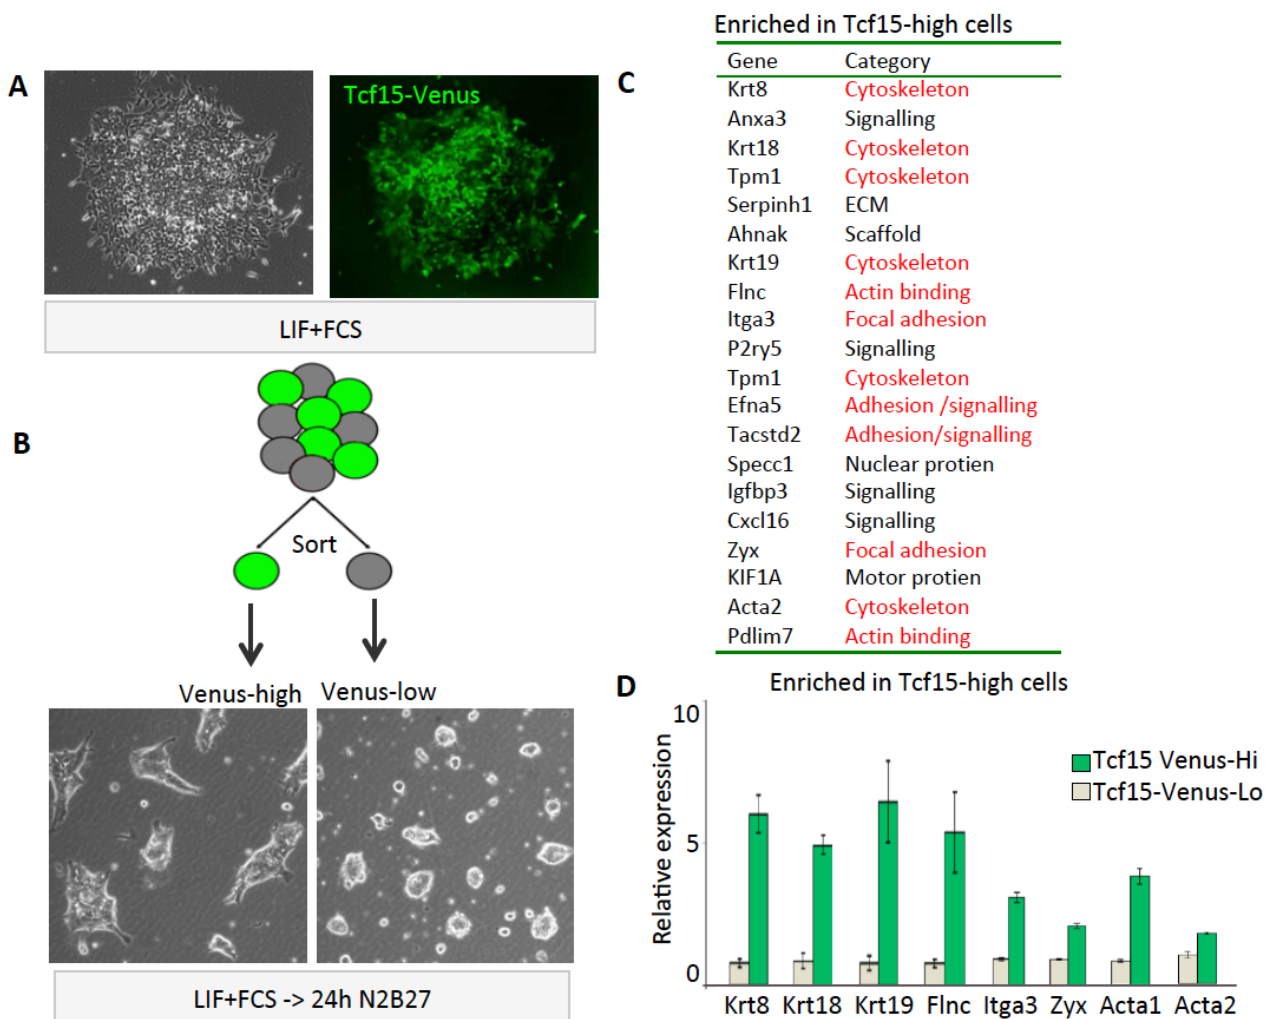 A
Tcf15-Venus
LIF+FCS
B
Sort
Venus-high Venus-low
LIF+FCS -> 24h N2B27
C
Enriched in Tcf15-high cells
Gene Category
Krt8 Cytoskeleton
Anxa3 Signalling
Krt18 Cytoskeleton
Tpm1 Cytoskeleton
Serpinh1 ECM
Ahnak Scaffold
Krt19 Cytoskeleton
Flnc Actin binding
Itga3 Focal adhesion
P2ry5 Signalling
Tpm1 Cytoskeleton
Efna5 Adhesion /signalling
Tacstd2 Adhesion/signalling
Specc1 Nuclear protien
Igfbp3 Signalling
Cxcl16 Signalling
Zyx Focal adhesion
KIF1A Motor protien
Acta2 Cytoskeleton
Pdlim7 Actin binding
D
Enriched in Tcf15-high cells
Relative expression
10
5
0
Tcf15 Venus-Hi
Tcf15-Venus-Lo
Krt8 Krt18 Krt19 Flnc Itga3 Zyx Acta1 Acta2